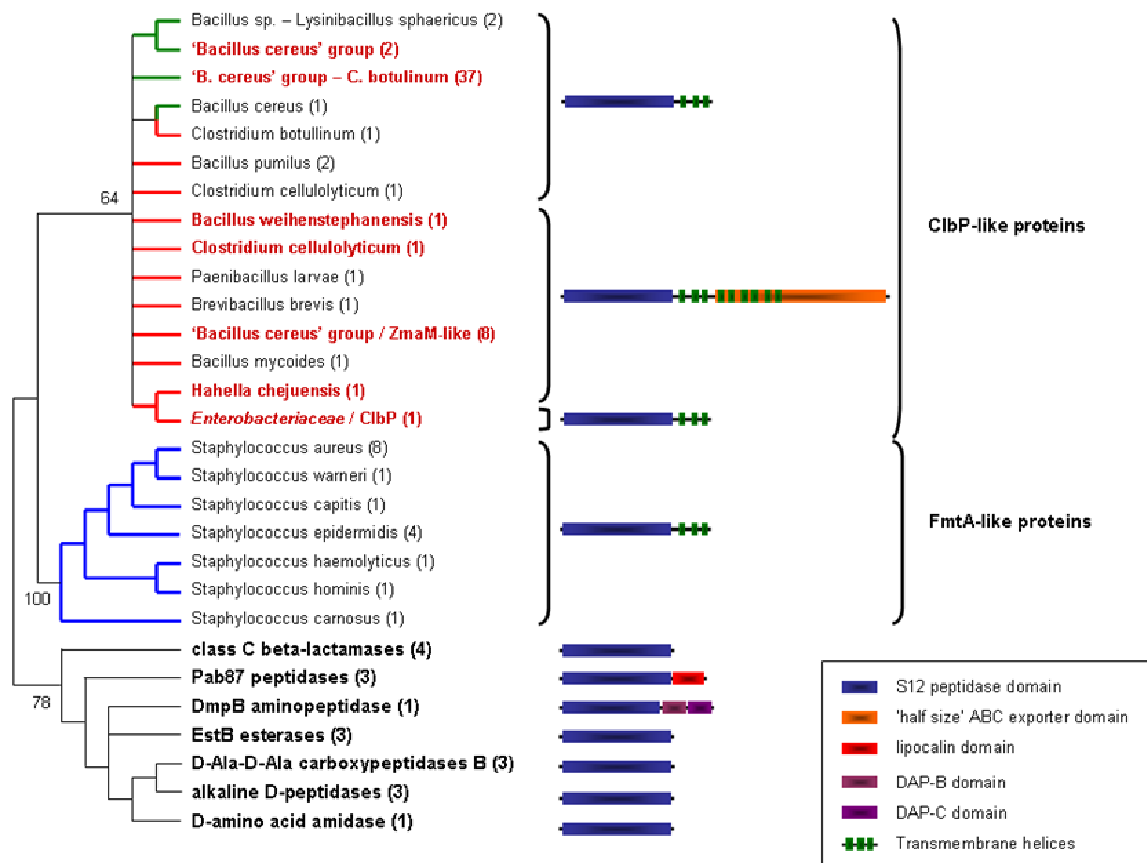 Bacillus sp. – Lysinibacillus sphaericus (2)
‘Bacillus cereus’ group (2)
‘B. cereus’ group – C. botulinum (37)
Bacillus cereus (1)
Clostridium botullinum (1)
Bacillus pumilus (2)
64
Clostridium cellulolyticum (1)
Bacillus weihenstephanensis (1)
ClbP-like proteins
Clostridium cellulolyticum (1)
Paenibacillus larvae (1)
Brevibacillus brevis (1)
‘Bacillus cereus’ group / ZmaM-like (8)
Bacillus mycoides (1)
Hahella chejuensis (1)
Enterobacteriaceae / ClbP (1)
Staphylococcus aureus (8)
Staphylococcus warneri (1)
Staphylococcus capitis (1)
FmtA-like proteins
Staphylococcus epidermidis (4)
Staphylococcus haemolyticus (1)
Staphylococcus hominis (1)
100
Staphylococcus carnosus (1)
class C beta-lactamases (4)
Pab87 peptidases (3)
78
DmpB aminopeptidase (1)
EstB esterases (3)
D-Ala-D-Ala carboxypeptidases B (3)
alkaline D-peptidases (3)
D-amino acid amidase (1)
S12 peptidase domain
'half size' ABC exporter domain
lipocalin domain
DAP-B domain
DAP-C domain
Transmembrane helices